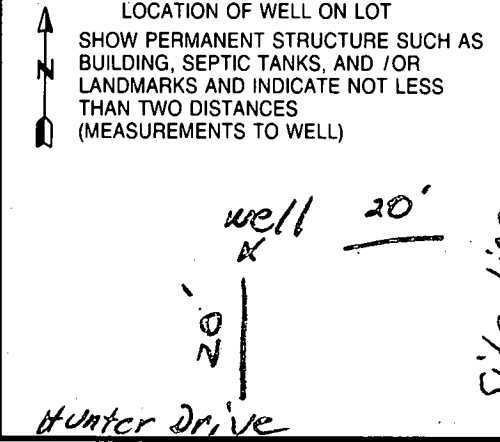 LOCATION OF WELL ON LOT
SHOW PERMANENT STRUCTURE SUCH AS
BUILDING, SEPTIC TANKS, AND /OR
LANDMARKS AND INDICATE NOT LESS
THAN TWO DISTANCES
(MEASUREMENTS TO WELL)
N
well 20'
X
20'
Hunter Drive